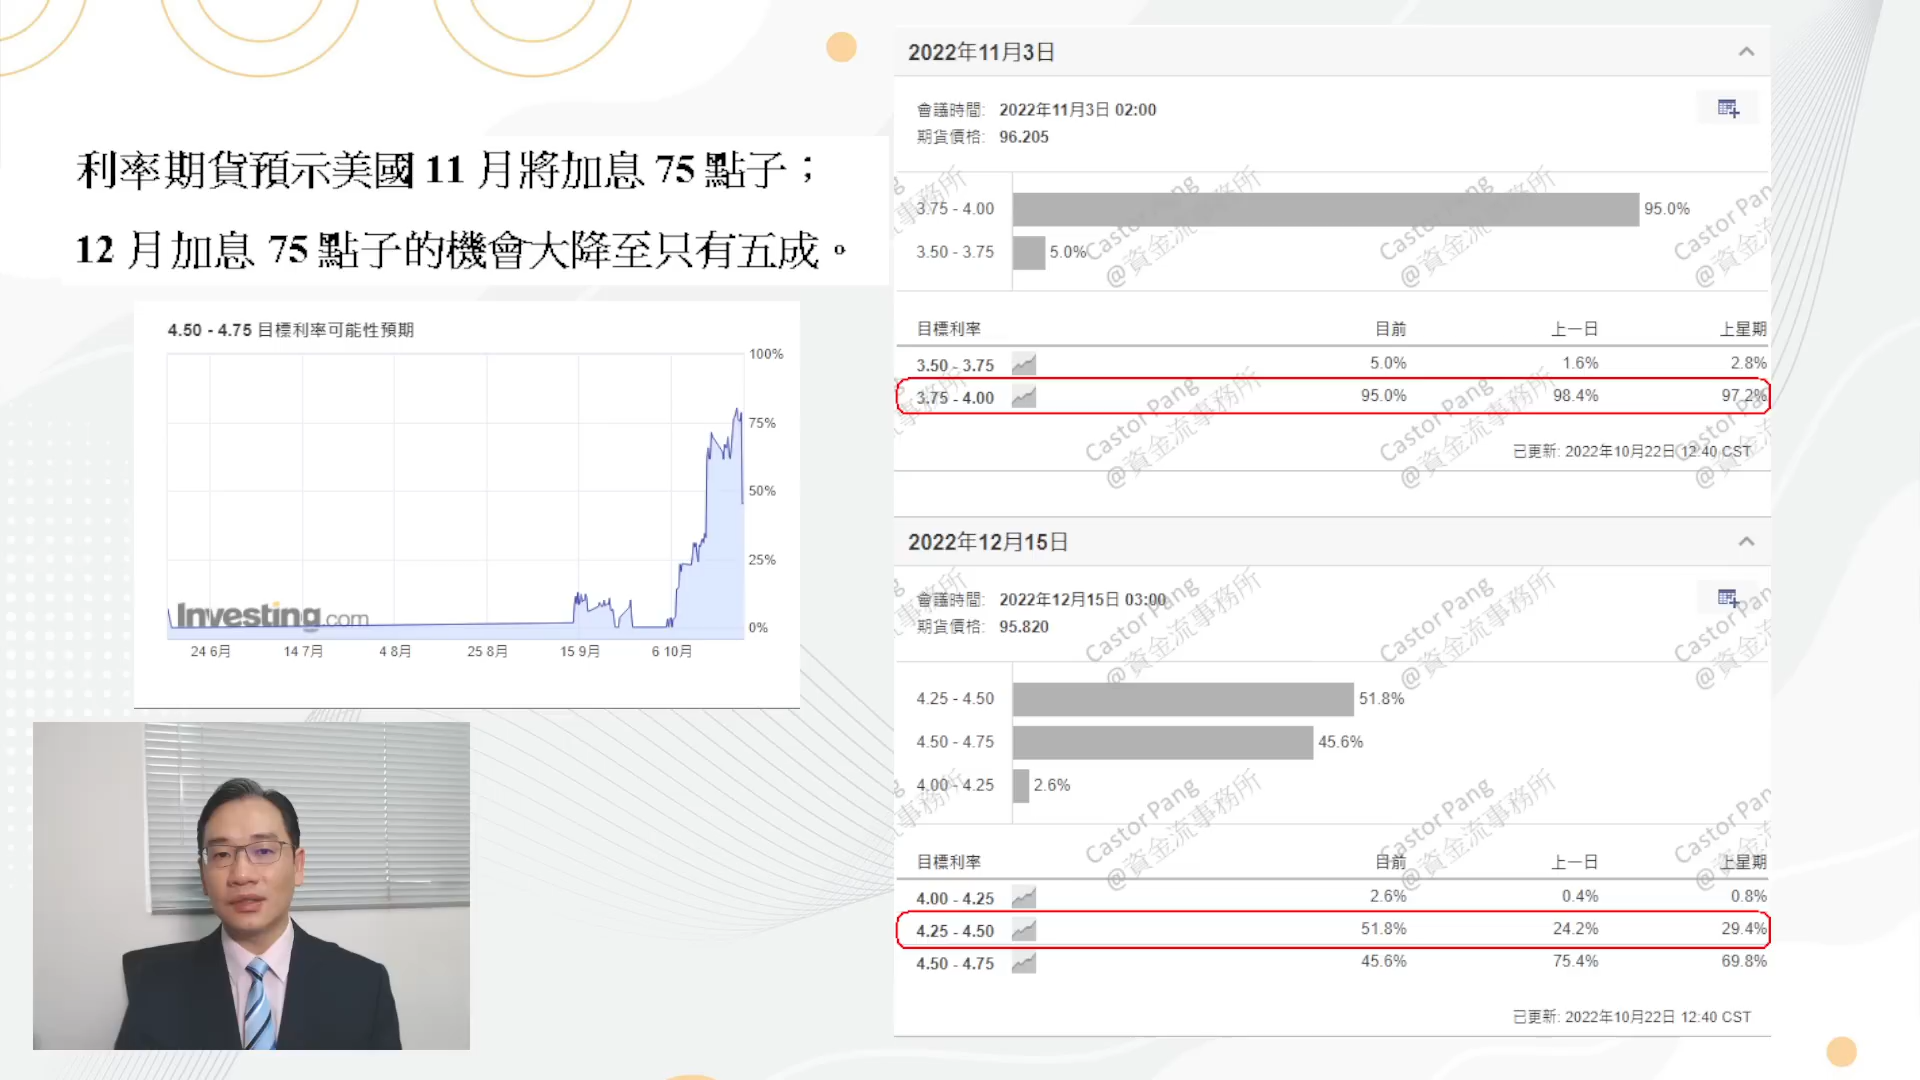 利率期貨預示美國 11 月將加息 75 點子；
12 月加息 75 點子的機會大降至只有五成。
4.50 - 4.75 目標利率可能性預期
100%
75%
50%
25%
0%
Investing.com
24 6月 14 7月 4 8月 25 8月 15 9月 6 10月
2022年11月3日
會議時間: 2022年11月3日 02:00
期貨價格: 96.205
3.75 - 4.00 95.0%
3.50 - 3.75 5.0%
目標利率 目前 上一日 上星期
3.50 - 3.75 5.0% 1.6% 2.8%
3.75 - 4.00 95.0% 98.4% 97.2%
已更新: 2022年10月22日 12:40 CST
2022年12月15日
會議時間: 2022年12月15日 03:00
期貨價格: 95.820
4.25 - 4.50 51.8%
4.50 - 4.75 45.6%
4.00 - 4.25 2.6%
目標利率 目前 上一日 上星期
4.00 - 4.25 2.6% 0.4% 0.8%
4.25 - 4.50 51.8% 24.2% 29.4%
4.50 - 4.75 45.6% 75.4% 69.8%
已更新: 2022年10月22日 12:40 CST
Castor Pang
@資金流事務所